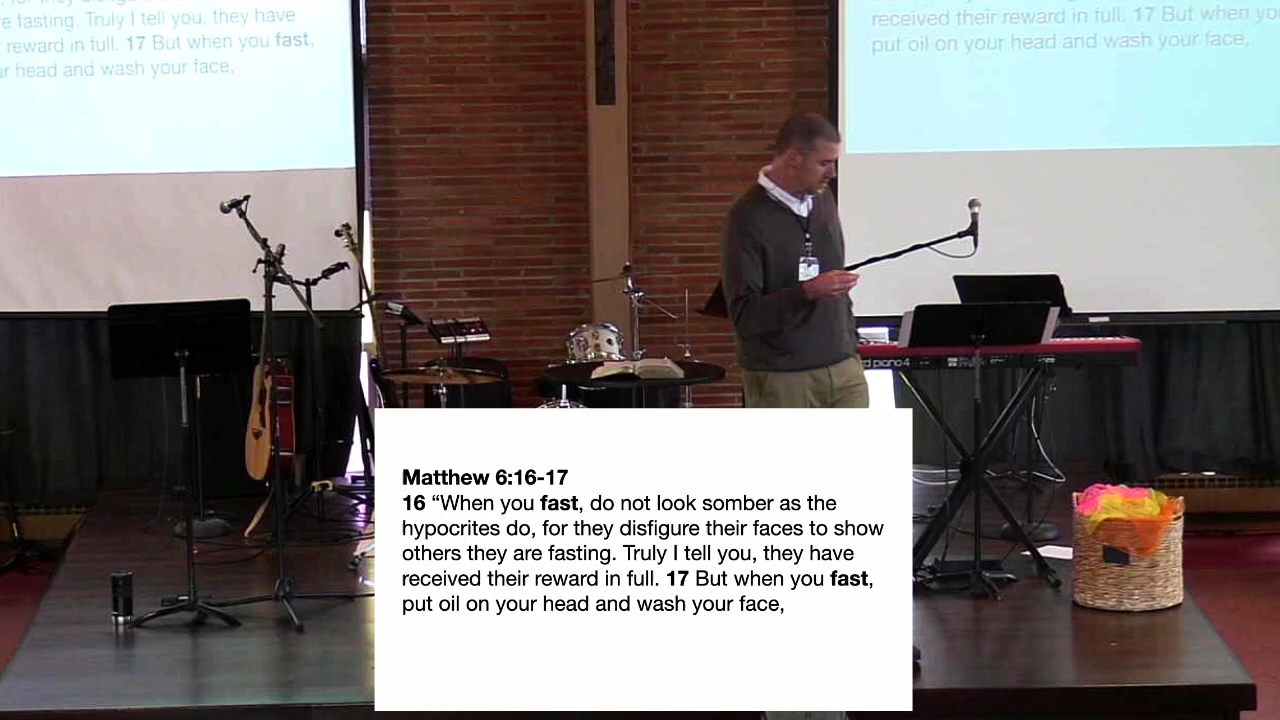 re fasting. Truly I tell you, they have
reward in full. 17 But when you fast,
r head and wash your face,
received their reward in full. 17 But when yo
put oil on your head and wash your face,
piano4
Matthew 6:16-17
16 “When you fast, do not look somber as the
hypocrites do, for they disfigure their faces to show
others they are fasting. Truly I tell you, they have
received their reward in full. 17 But when you fast,
put oil on your head and wash your face,